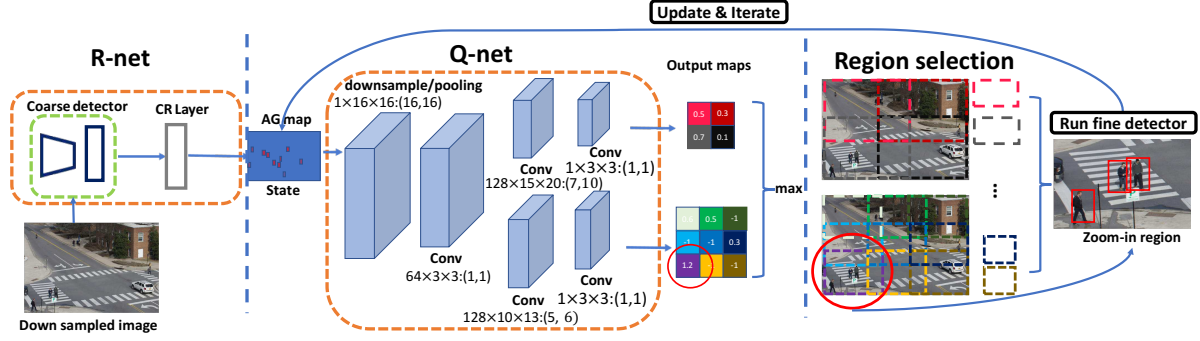 Update & Iterate
R-net
Q-net
Region selection
Output maps
Coarse detector
CR Layer
AG map
State
downsample/pooling
1×16×16:(16,16)
Conv
64×3×3:(1,1)
Conv
128×15×20:(7,10)
Conv
1×3×3:(1,1)
Conv
128×10×13:(5, 6)
Conv
1×3×3:(1,1)
0.5 0.3
0.7 0.1
0.5 -1
-1 -1 0.3
1.2 -1
max
...
Run fine detector
Zoom-in region
Down sampled image